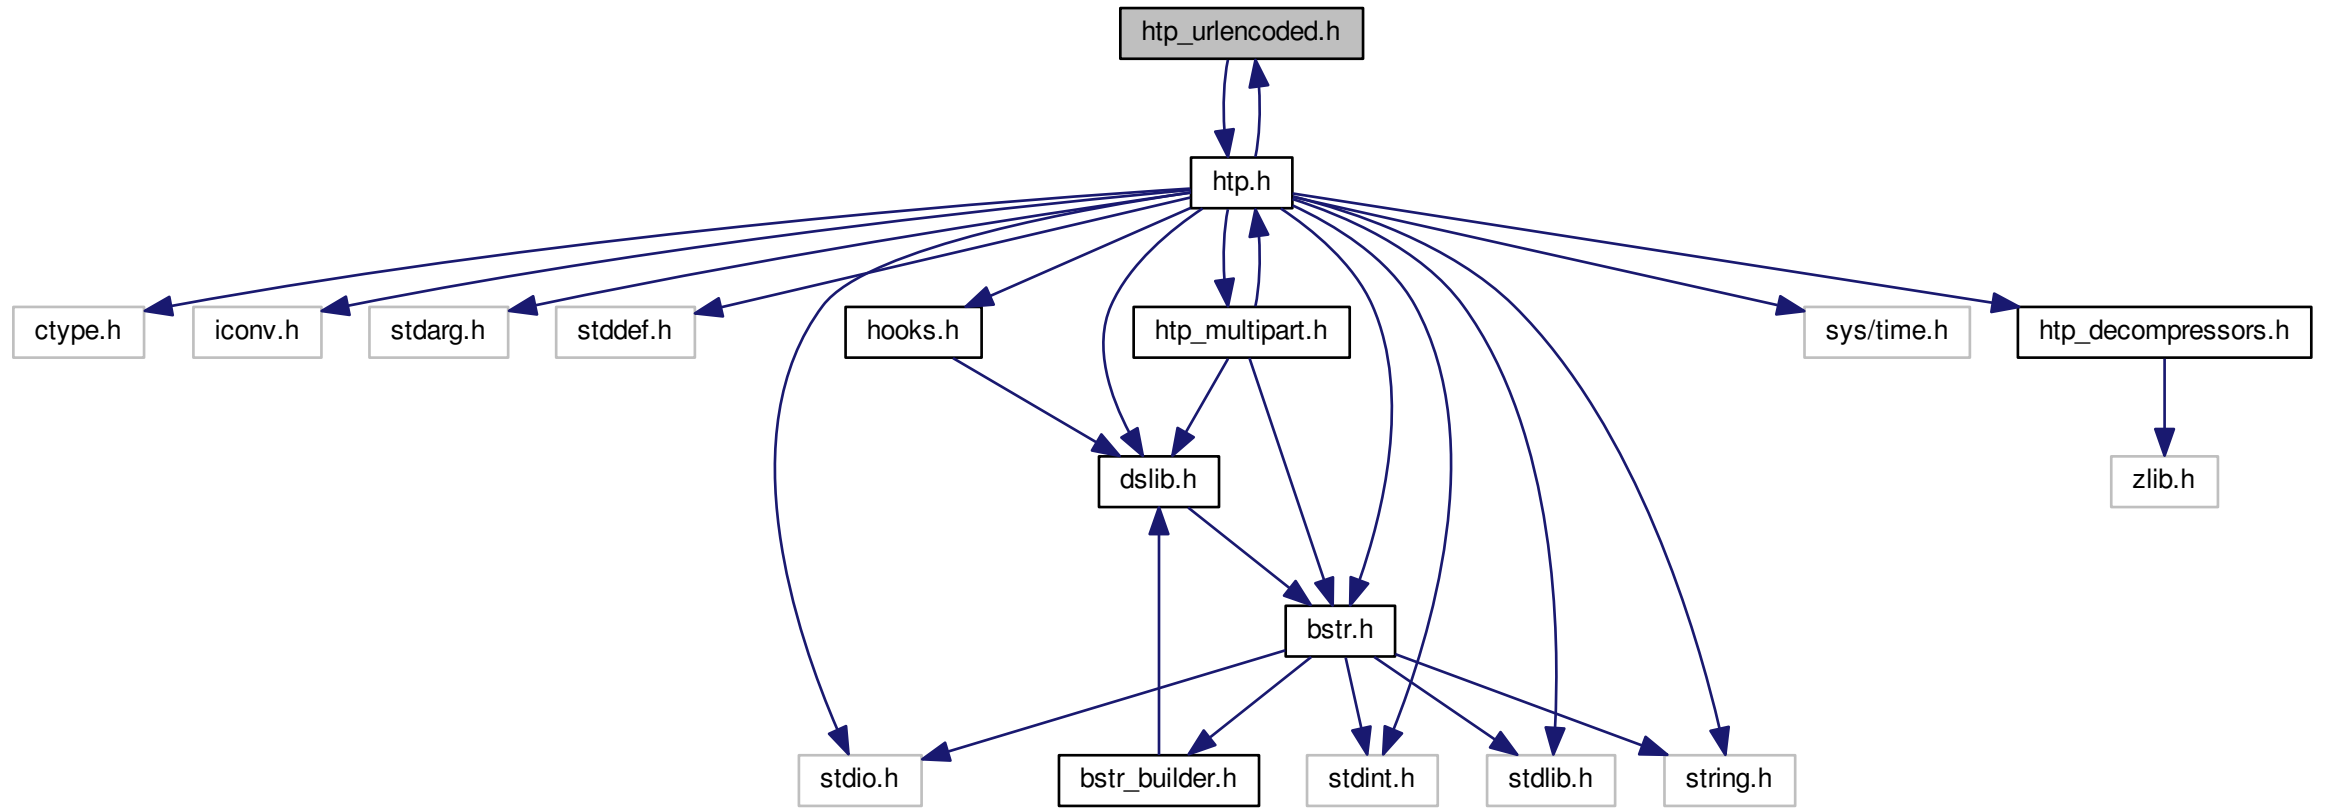 htp_urlencoded.h
htp.h
ctype.h
iconv.h
stdarg.h
stddef.h
hooks.h
htp_multipart.h
sys/time.h
htp_decompressors.h
dslib.h
zlib.h
bstr.h
stdio.h
bstr_builder.h
stdint.h
stdlib.h
string.h